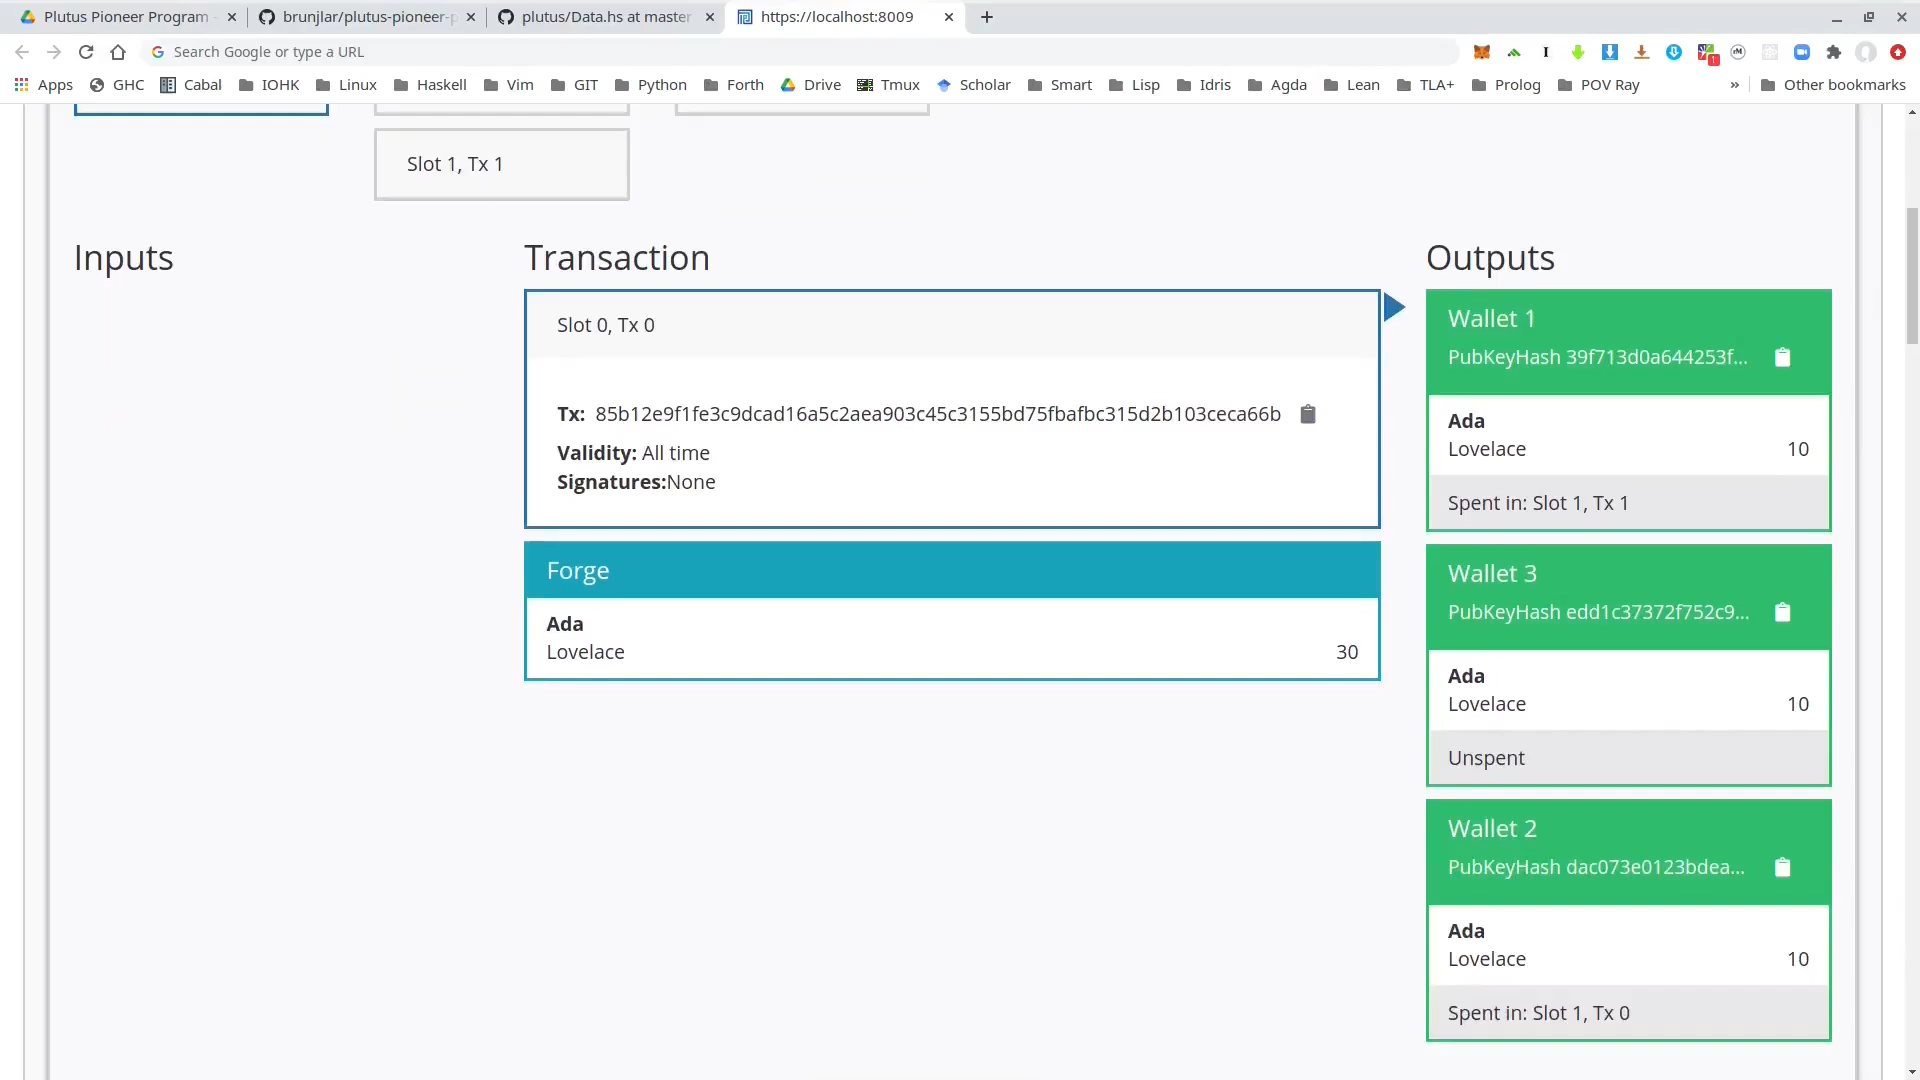 Plutus Pioneer Program
brunjlar/plutus-pioneer-p
plutus/Data.hs at master
https://localhost:8009
Search Google or type a URL
Apps
GHC
Cabal
IOHK
Linux
Haskell
Vim
GIT
Python
Forth
Drive
Tmux
Scholar
Smart
Lisp
Idris
Agda
Lean
TLA+
Prolog
POV Ray
»
Other bookmarks
Slot 1, Tx 1
Inputs
Transaction
Outputs
Slot 0, Tx 0
Tx: 85b12e9f1fe3c9dcad16a5c2aea903c45c3155bd75fbafbc315d2b103ceca66b
Validity: All time
Signatures:None
Forge
Ada
Lovelace 30
Wallet 1
PubKeyHash 39f713d0a644253f...
Ada
Lovelace 10
Spent in: Slot 1, Tx 1
Wallet 3
PubKeyHash edd1c37372f752c9...
Ada
Lovelace 10
Unspent
Wallet 2
PubKeyHash dac073e0123bdea...
Ada
Lovelace 10
Spent in: Slot 1, Tx 0